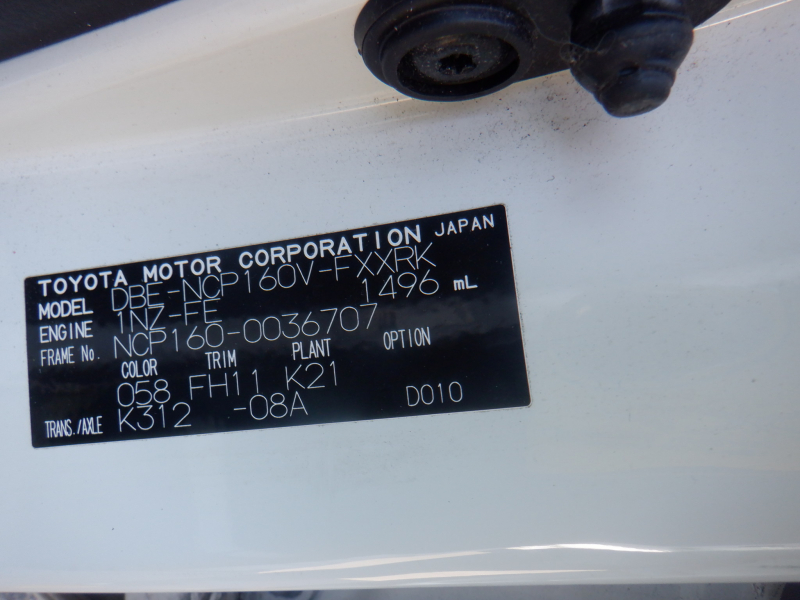 TOYOTA MOTOR CORPORATION JAPAN
MODEL DBE-NCP160V-FXXRK
ENGINE 1NZ-FE 1496 mL
FRAME No. NCP160-0036707
COLOR TRIM PLANT OPTION
058 FH11 K21
TRANS./AXLE K312 -08A D010